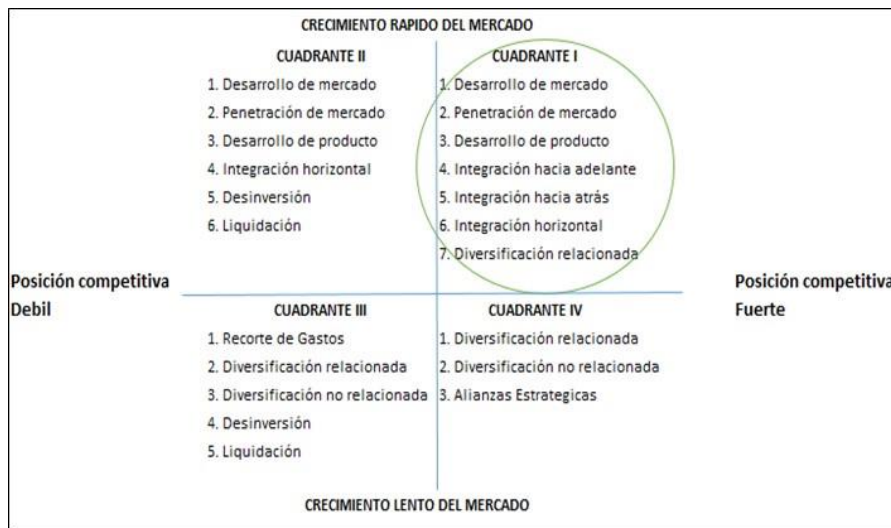 CRECIMIENTO RAPIDO DEL MERCADO
CUADRANTE II
1. Desarrollo de mercado
2. Penetración de mercado
3. Desarrollo de producto
4. Integración horizontal
5. Desinversión
6. Liquidación
CUADRANTE I
1. Desarrollo de mercado
2. Penetración de mercado
3. Desarrollo de producto
4. Integración hacia adelante
5. Integración hacia atrás
6. Integración horizontal
7. Diversificación relacionada
Posición competitiva
Debil
Posición competitiva
Fuerte
CUADRANTE III
1. Recorte de Gastos
2. Diversificación relacionada
3. Diversificación no relacionada
4. Desinversión
5. Liquidación
CUADRANTE IV
1. Diversificación relacionada
2. Diversificación no relacionada
3. Alianzas Estrategicas
CRECIMIENTO LENTO DEL MERCADO